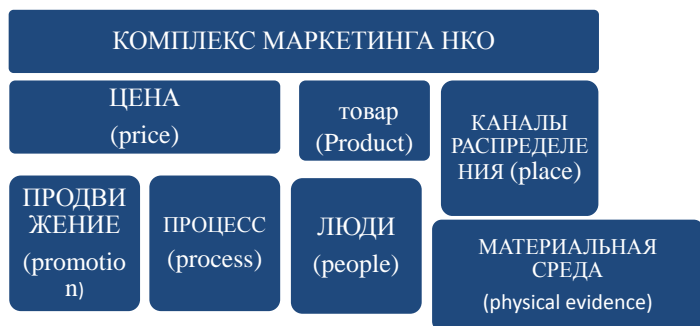 КОМПЛЕКС МАРКЕТИНГА НКО
ЦЕНА
(price)
товар
(Product)
КАНАЛЫ
РАСПРЕДЕЛЕ
НИЯ (place)
ПРОДВИ
ЖЕНИЕ
(promotio
n)
ПРОЦЕСС
(process)
ЛЮДИ
(people)
МАТЕРИАЛЬНАЯ
СРЕДА
(physical evidence)